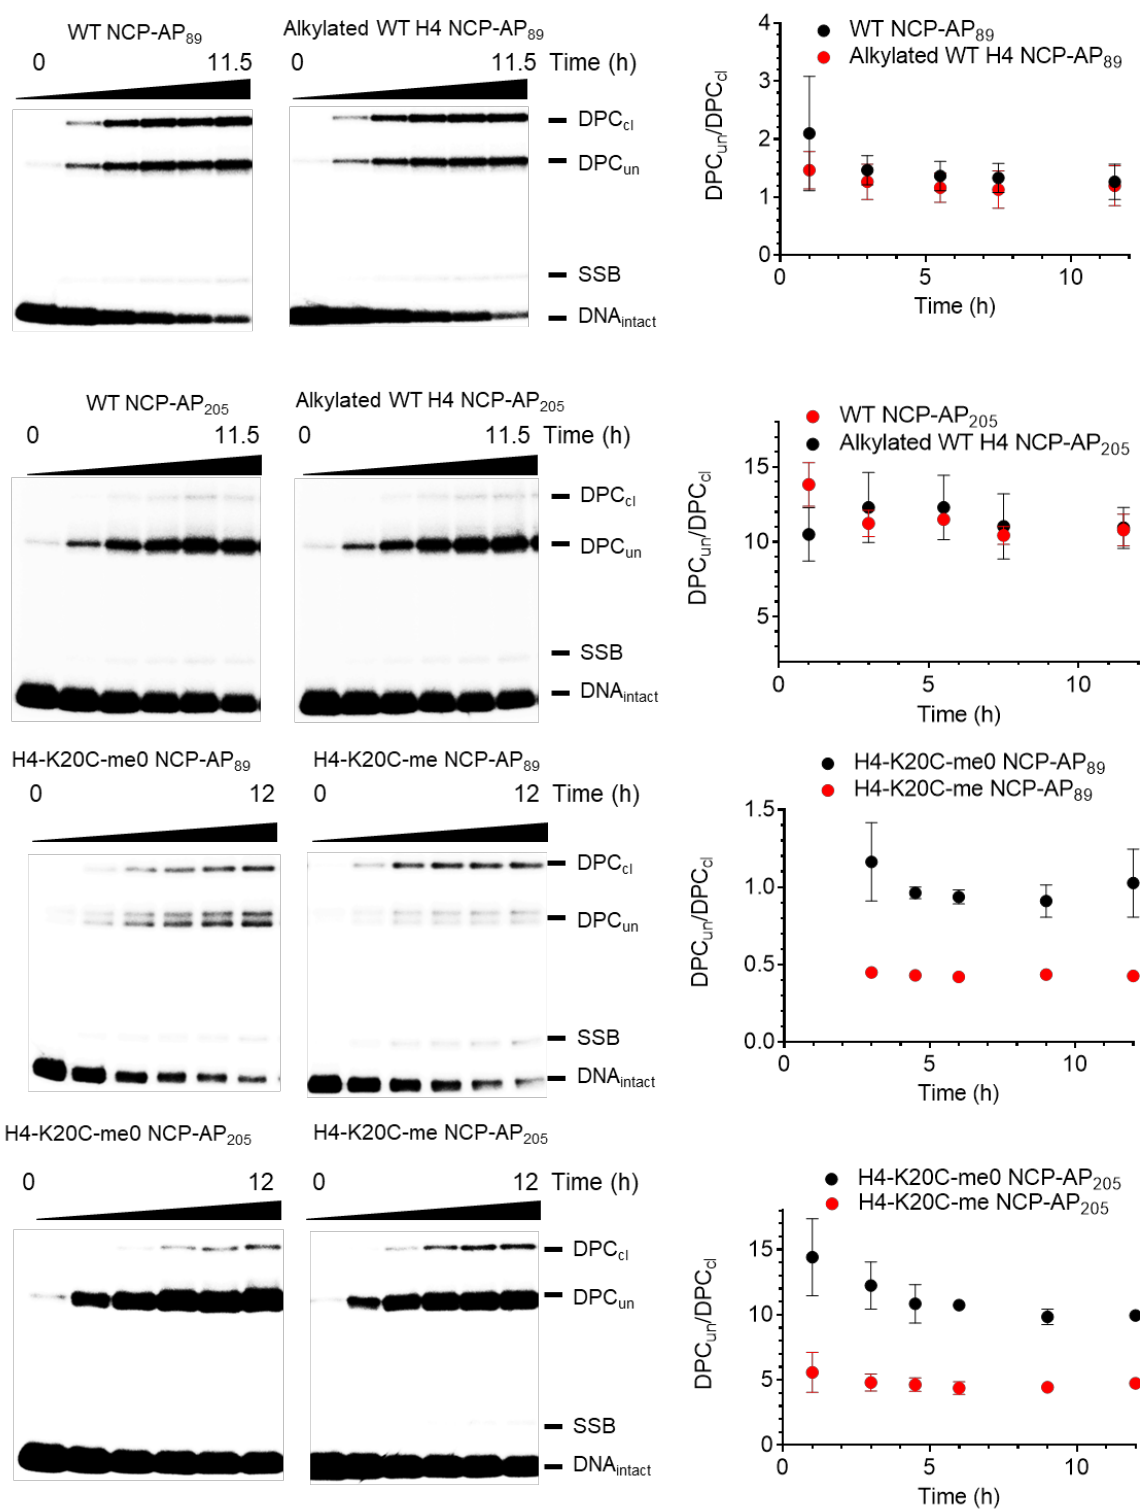 WT NCP-AP89
Alkylated WT H4 NCP-AP89
0 11.5
0 11.5 Time (h)
DPCcl
DPCun
SSB
DNAintact
WT NCP-AP89
Alkylated WT H4 NCP-AP89
DPCun/DPCcl
4
3
2
1
0
0 5 10
Time (h)
WT NCP-AP205
Alkylated WT H4 NCP-AP205
0 11.5
0 11.5 Time (h)
DPCcl
DPCun
SSB
DNAintact
WT NCP-AP205
Alkylated WT H4 NCP-AP205
DPCun/DPCcl
15
10
5
0 5 10
Time (h)
H4-K20C-me0 NCP-AP89
H4-K20C-me NCP-AP89
0 12
0 12 Time (h)
DPCcl
DPCun
SSB
DNAintact
H4-K20C-me0 NCP-AP89
H4-K20C-me NCP-AP89
DPCun/DPCcl
1.5
1.0
0.5
0.0
0 5 10
Time (h)
H4-K20C-me0 NCP-AP205
H4-K20C-me NCP-AP205
0 12
0 12 Time (h)
DPCcl
DPCun
SSB
DNAintact
H4-K20C-me0 NCP-AP205
H4-K20C-me NCP-AP205
DPCun/DPCcl
15
10
5
0
0 5 10
Time (h)